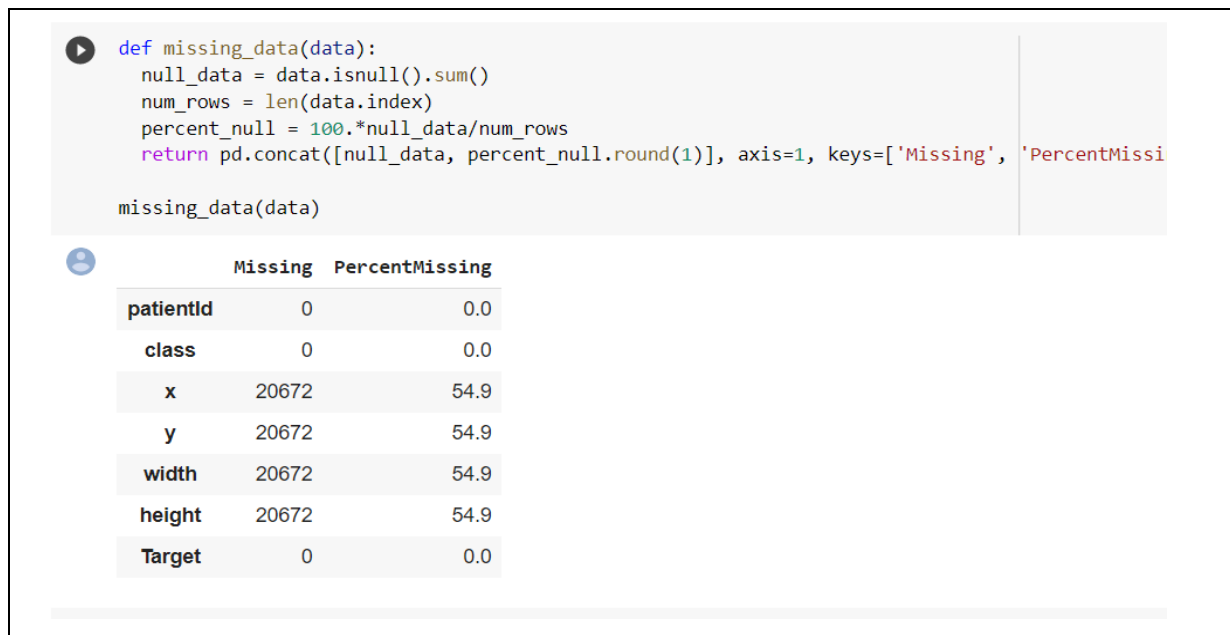 def missing_data(data):
null_data = data.isnull().sum()
num_rows = len(data.index)
percent_null = 100.*null_data/num_rows
return pd.concat([null_data, percent_null.round(1)], axis=1, keys=['Missing', 'PercentMissi
missing_data(data)
Missing PercentMissing
patientId 0 0.0
class 0 0.0
x 20672 54.9
y 20672 54.9
width 20672 54.9
height 20672 54.9
Target 0 0.0